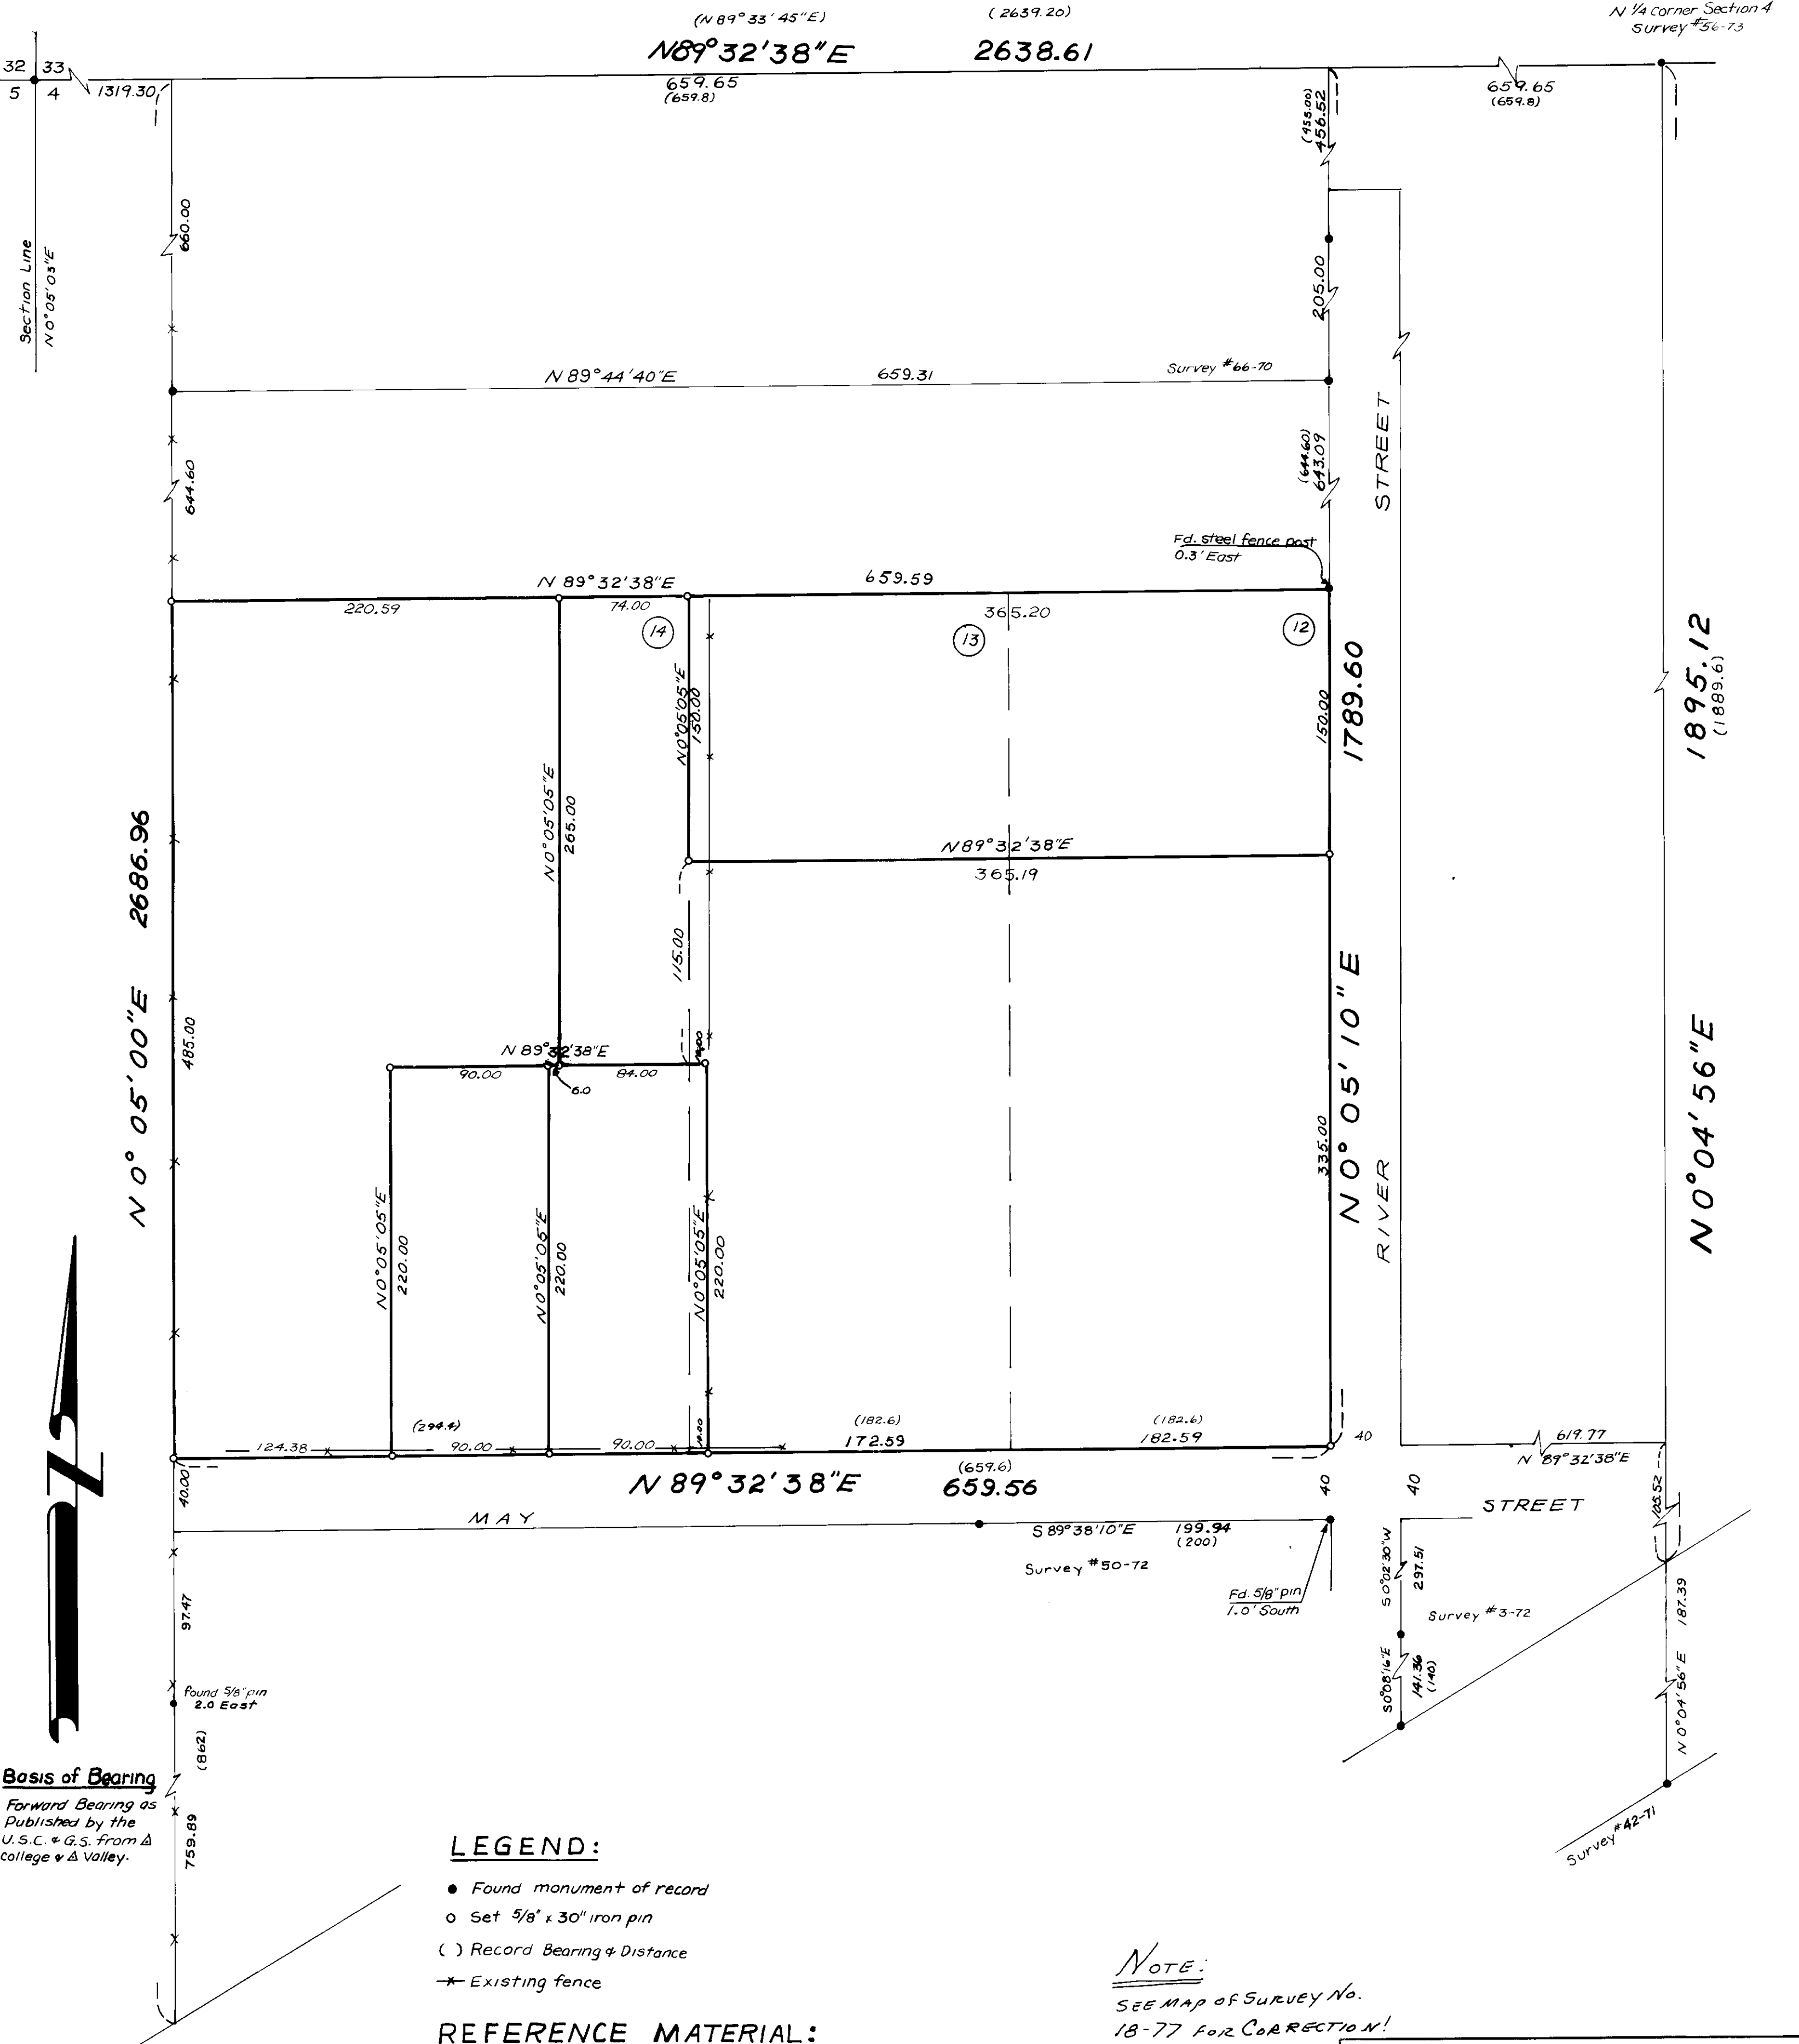 (N 89°33'45"E)
(2639.20)
N 1/4 corner Section 4
Survey #56-73
N89°32'38"E 2638.61
32 33
5 4
1319.30
659.65
(659.8)
659.65
(659.8)
(455.00)
456.52
Section Line
N 0°05'03"E
660.00
205.00
N 89°44'40"E 659.31 Survey #66-70
644.60
(644.60)
643.09
STREET
Fd. steel fence post
0.3' East
N 89°32'38"E 659.59
220.59
74.00
365.20
14
13
12
N0°05'05"E
150.00
150.00
1789.60
1895.12
(1889.6)
N 0°05'00"E 2686.96
N0°05'05"E
265.00
N89°32'38"E
365.19
115.00
485.00
N 89°32'38"E
90.00
84.00
6.0
N 0°05'10"E
335.00
RIVER
N 0°04'56"E
N0°05'05"E
220.00
N0°05'05"E
220.00
N0°05'05"E
220.00
(294.4)
(182.6)
(182.6)
124.38
90.00
90.00
172.59
182.59
40
619.77
N 89°32'38"E
40.00
N 89°32'38"E
(659.6)
659.56
40
40
STREET
MAY
S 89°38'10"E 199.94
(200)
Survey #50-72
Fd. 5/8" pin
1.0' South
S 0°02'30"W
297.51
Survey #3-72
S0°08'16"E
141.36
(140)
187.39
N 0°04'56"E
Survey #42-71
97.47
found 5/8" pin
2.0 East
(862)
759.89
Basis of Bearing
Forward Bearing as
Published by the
U.S.C. & G.S. from Δ
College & Δ Valley.
LEGEND:
● Found monument of record
o Set 5/8" x 30" iron pin
( ) Record Bearing & Distance
-x- Existing fence
NOTE:
SEE MAP OF SURVEY NO.
18-77 FOR CORRECTION!
REFERENCE MATERIAL: